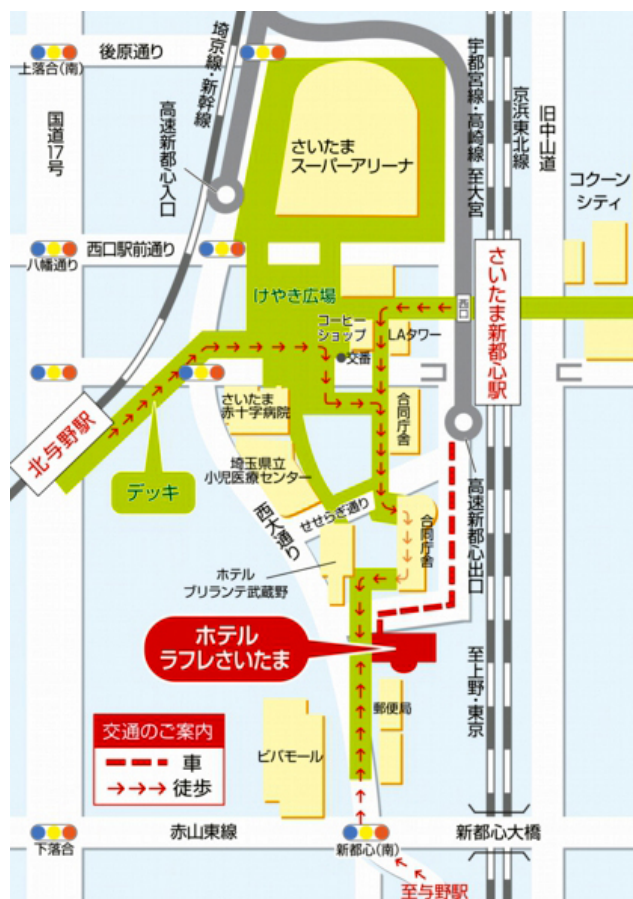 後原通り
上落合(南)
国道17号
埼京線・新幹線
高速新都心入口
さいたま
スーパーアリーナ
宇都宮線・高崎線 至大宮
京浜東北線
旧中山道
コクーン
シティ
西口駅前通り
八幡通り
けやき広場
西口
さいたま新都心駅
コーヒー
ショップ
LAタワー
交番
北与野駅
デッキ
さいたま
赤十字病院
合同庁舎
埼玉県立
小児医療センター
せせらぎ通り
西大通り
合同庁舎
高速新都心出口
ホテル
ブリランテ武蔵野
ホテル
ラフレさいたま
至上野・東京
郵便局
ビバモール
交通のご案内
車
徒歩
赤山東線
新都心大橋
下落合
新都心(南)
至与野駅